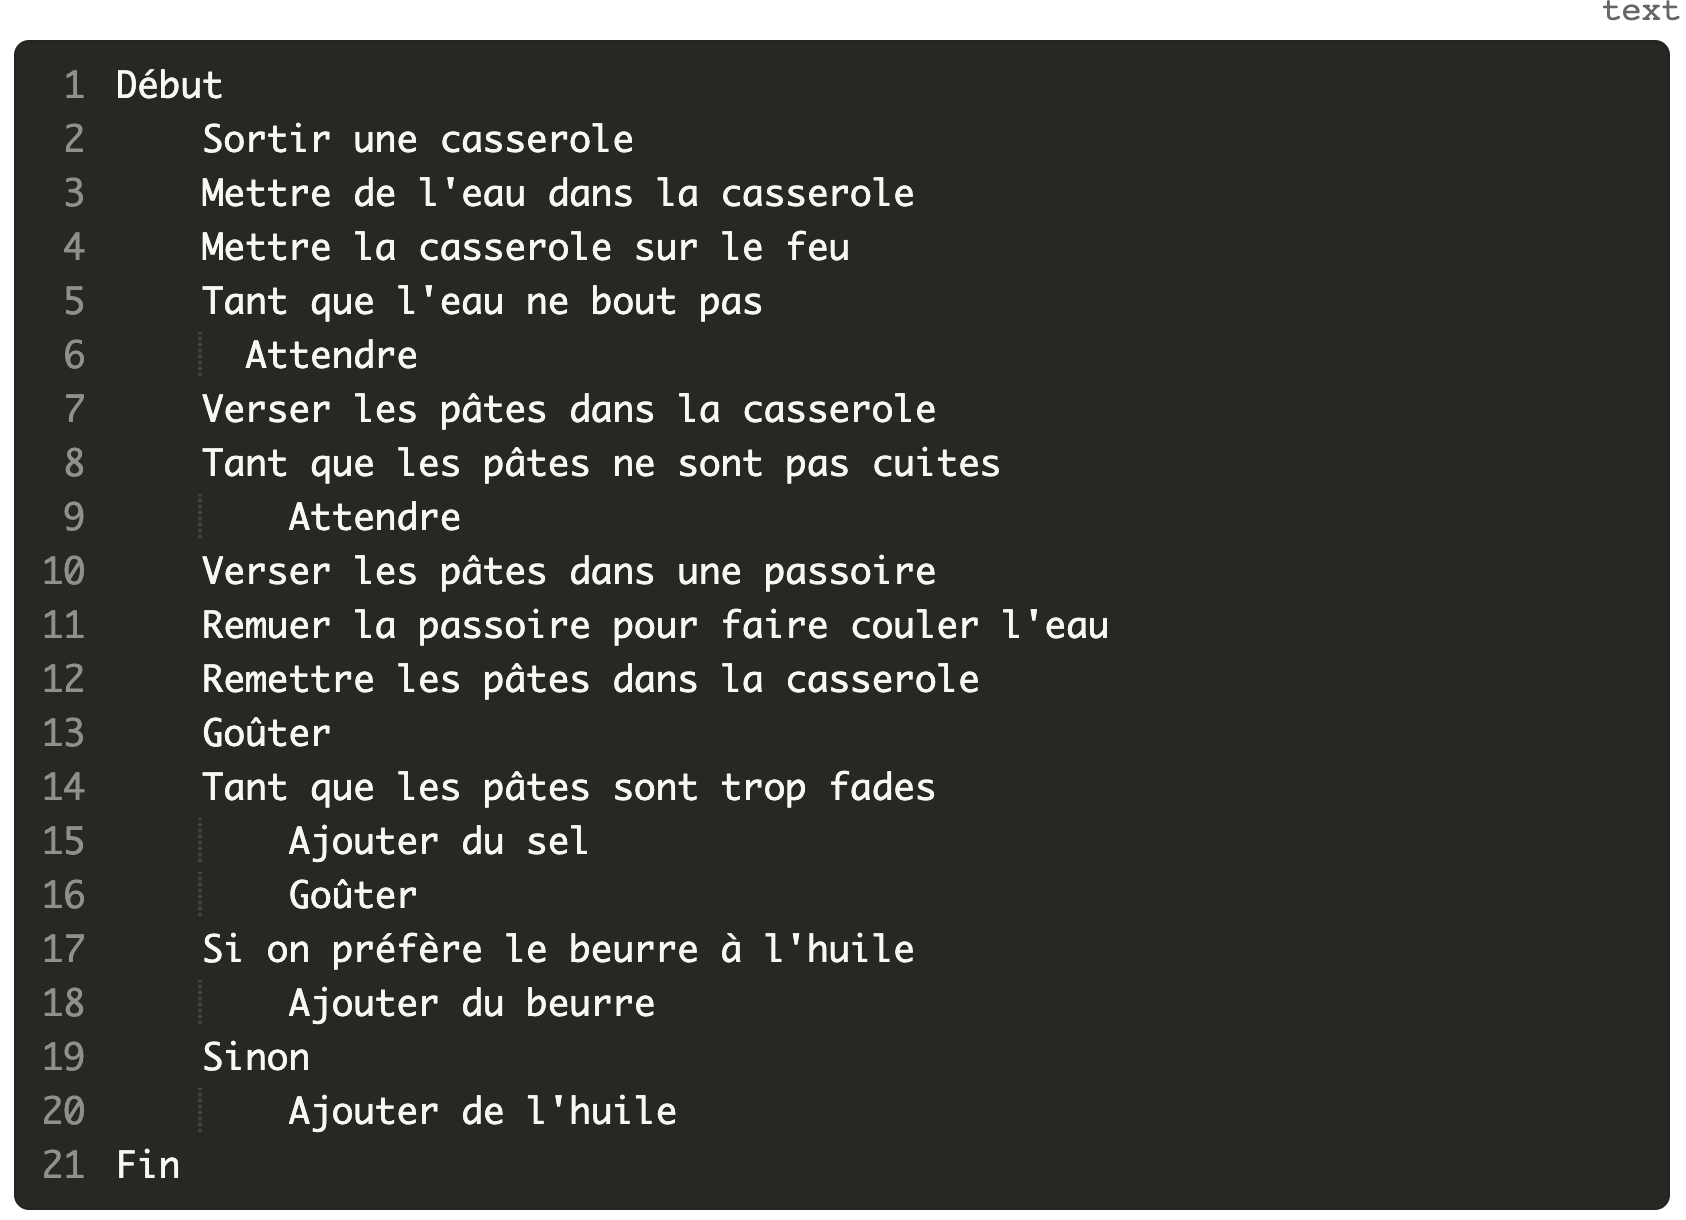 text
1 Début
2     Sortir une casserole
3     Mettre de l'eau dans la casserole
4     Mettre la casserole sur le feu
5     Tant que l'eau ne bout pas
6       Attendre
7     Verser les pâtes dans la casserole
8     Tant que les pâtes ne sont pas cuites
9         Attendre
10     Verser les pâtes dans une passoire
11     Remuer la passoire pour faire couler l'eau
12     Remettre les pâtes dans la casserole
13     Goûter
14     Tant que les pâtes sont trop fades
15         Ajouter du sel
16         Goûter
17     Si on préfère le beurre à l'huile
18         Ajouter du beurre
19     Sinon
20         Ajouter de l'huile
21 Fin